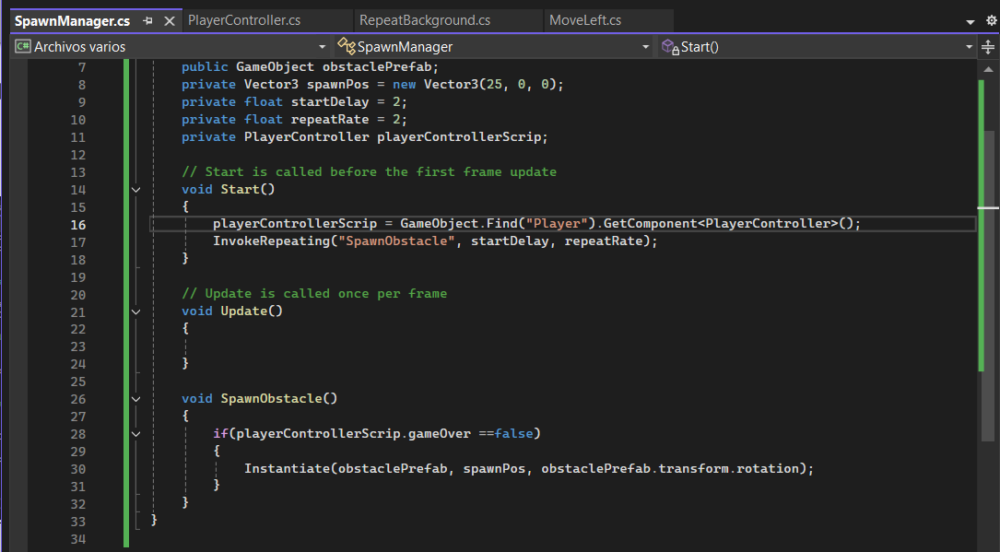 SpawnManager.cs PlayerController.cs RepeatBackground.cs MoveLeft.cs
C# Archivos varios SpawnManager Start()
7 public GameObject obstaclePrefab;
8 private Vector3 spawnPos = new Vector3(25, 0, 0);
9 private float startDelay = 2;
10 private float repeatRate = 2;
11 private PlayerController playerControllerScrip;
12
13 // Start is called before the first frame update
14 void Start()
15 {
16 playerControllerScrip = GameObject.Find("Player").GetComponent<PlayerController>();
17 InvokeRepeating("SpawnObstacle", startDelay, repeatRate);
18 }
19
20 // Update is called once per frame
21 void Update()
22 {
23
24 }
25
26 void SpawnObstacle()
27 {
28 if(playerControllerScrip.gameOver ==false)
29 {
30 Instantiate(obstaclePrefab, spawnPos, obstaclePrefab.transform.rotation);
31 }
32 }
33 }
34